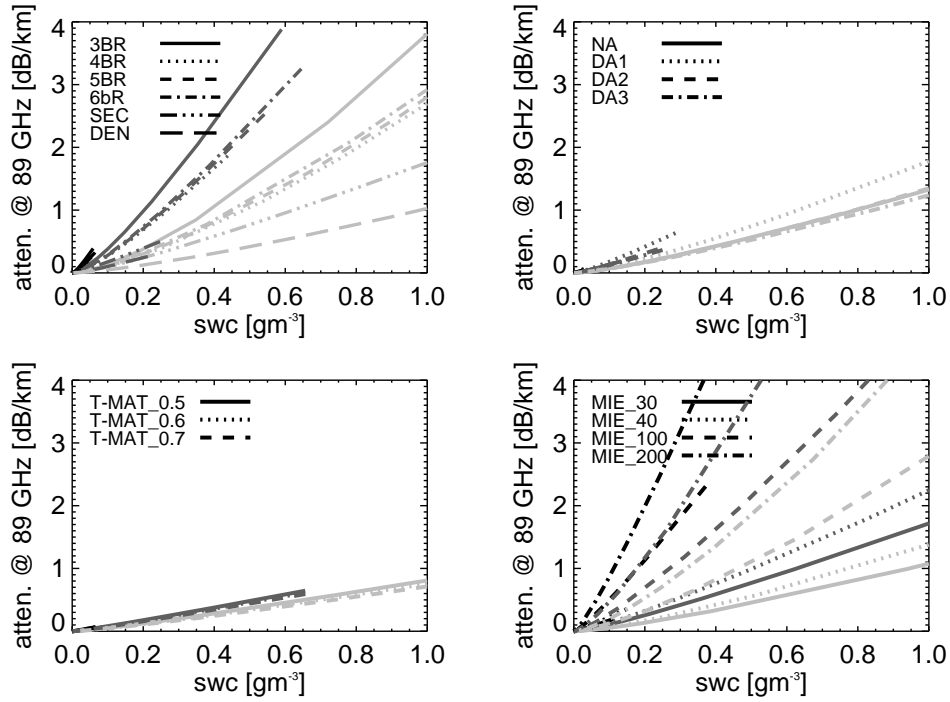 atten. @ 89 GHz [dB/km]
4
3
2
1
0
3BR
4BR
5BR
6bR
SEC
DEN
0.0 0.2 0.4 0.6 0.8 1.0
swc [gm⁻³]
atten. @ 89 GHz [dB/km]
4
3
2
1
0
NA
DA1
DA2
DA3
0.0 0.2 0.4 0.6 0.8 1.0
swc [gm⁻³]
atten. @ 89 GHz [dB/km]
4
3
2
1
0
T-MAT_0.5
T-MAT_0.6
T-MAT_0.7
0.0 0.2 0.4 0.6 0.8 1.0
swc [gm⁻³]
atten. @ 89 GHz [dB/km]
4
3
2
1
0
MIE_30
MIE_40
MIE_100
MIE_200
0.0 0.2 0.4 0.6 0.8 1.0
swc [gm⁻³]